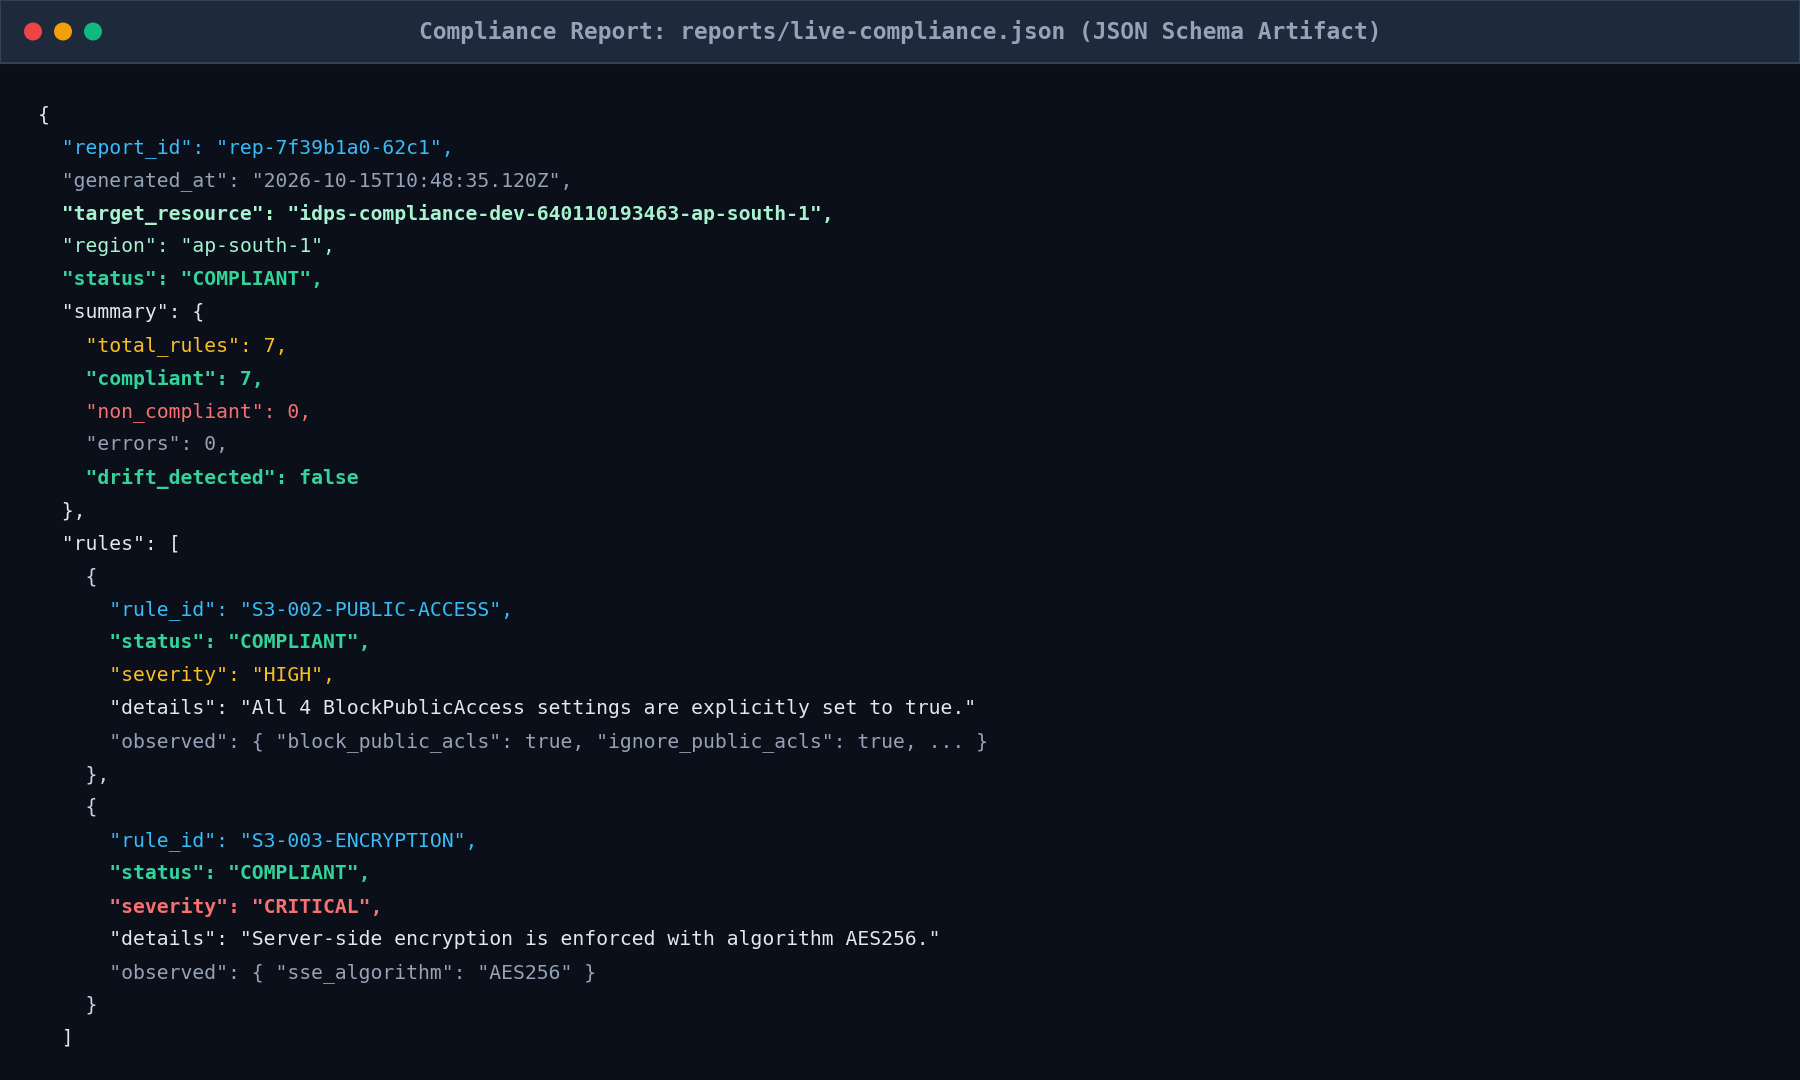 Compliance Report: reports/live-compliance.json (JSON Schema Artifact)
{
  "report_id": "rep-7f39b1a0-62c1",
  "generated_at": "2026-10-15T10:48:35.120Z",
  "target_resource": "idps-compliance-dev-640110193463-ap-south-1",
  "region": "ap-south-1",
  "status": "COMPLIANT",
  "summary": {
    "total_rules": 7,
    "compliant": 7,
    "non_compliant": 0,
    "errors": 0,
    "drift_detected": false
  },
  "rules": [
    {
      "rule_id": "S3-002-PUBLIC-ACCESS",
      "status": "COMPLIANT",
      "severity": "HIGH",
      "details": "All 4 BlockPublicAccess settings are explicitly set to true."
      "observed": { "block_public_acls": true, "ignore_public_acls": true, ... }
    },
    {
      "rule_id": "S3-003-ENCRYPTION",
      "status": "COMPLIANT",
      "severity": "CRITICAL",
      "details": "Server-side encryption is enforced with algorithm AES256."
      "observed": { "sse_algorithm": "AES256" }
    }
  ]